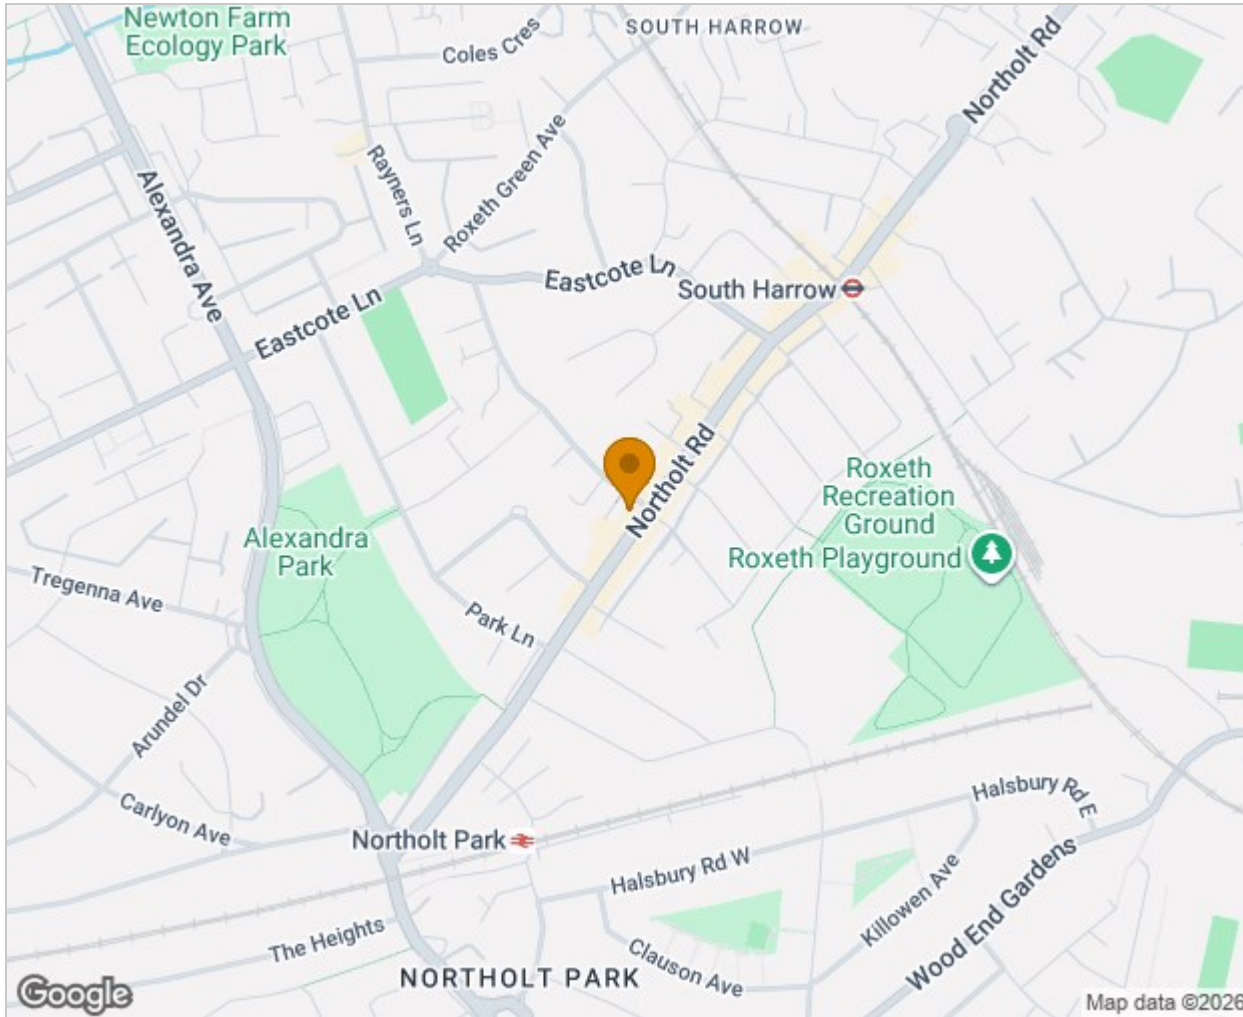 Newton Farm
Ecology Park
Coles Cres
SOUTH HARROW
Northolt Rd
Rayners Ln
Roxeth Green Ave
Alexandra Ave
Eastcote Ln
Eastcote Ln
South Harrow
Northolt Rd
Roxeth
Recreation
Ground
Roxeth Playground
Alexandra
Park
Tregenna Ave
Park Ln
Arundel Dr
Carlyon Ave
Northolt Park
Halsbury Rd E
Halsbury Rd W
Killowen Ave
Wood End Gardens
The Heights
Clauson Ave
NORTHOLT PARK
Google
Map data ©2026